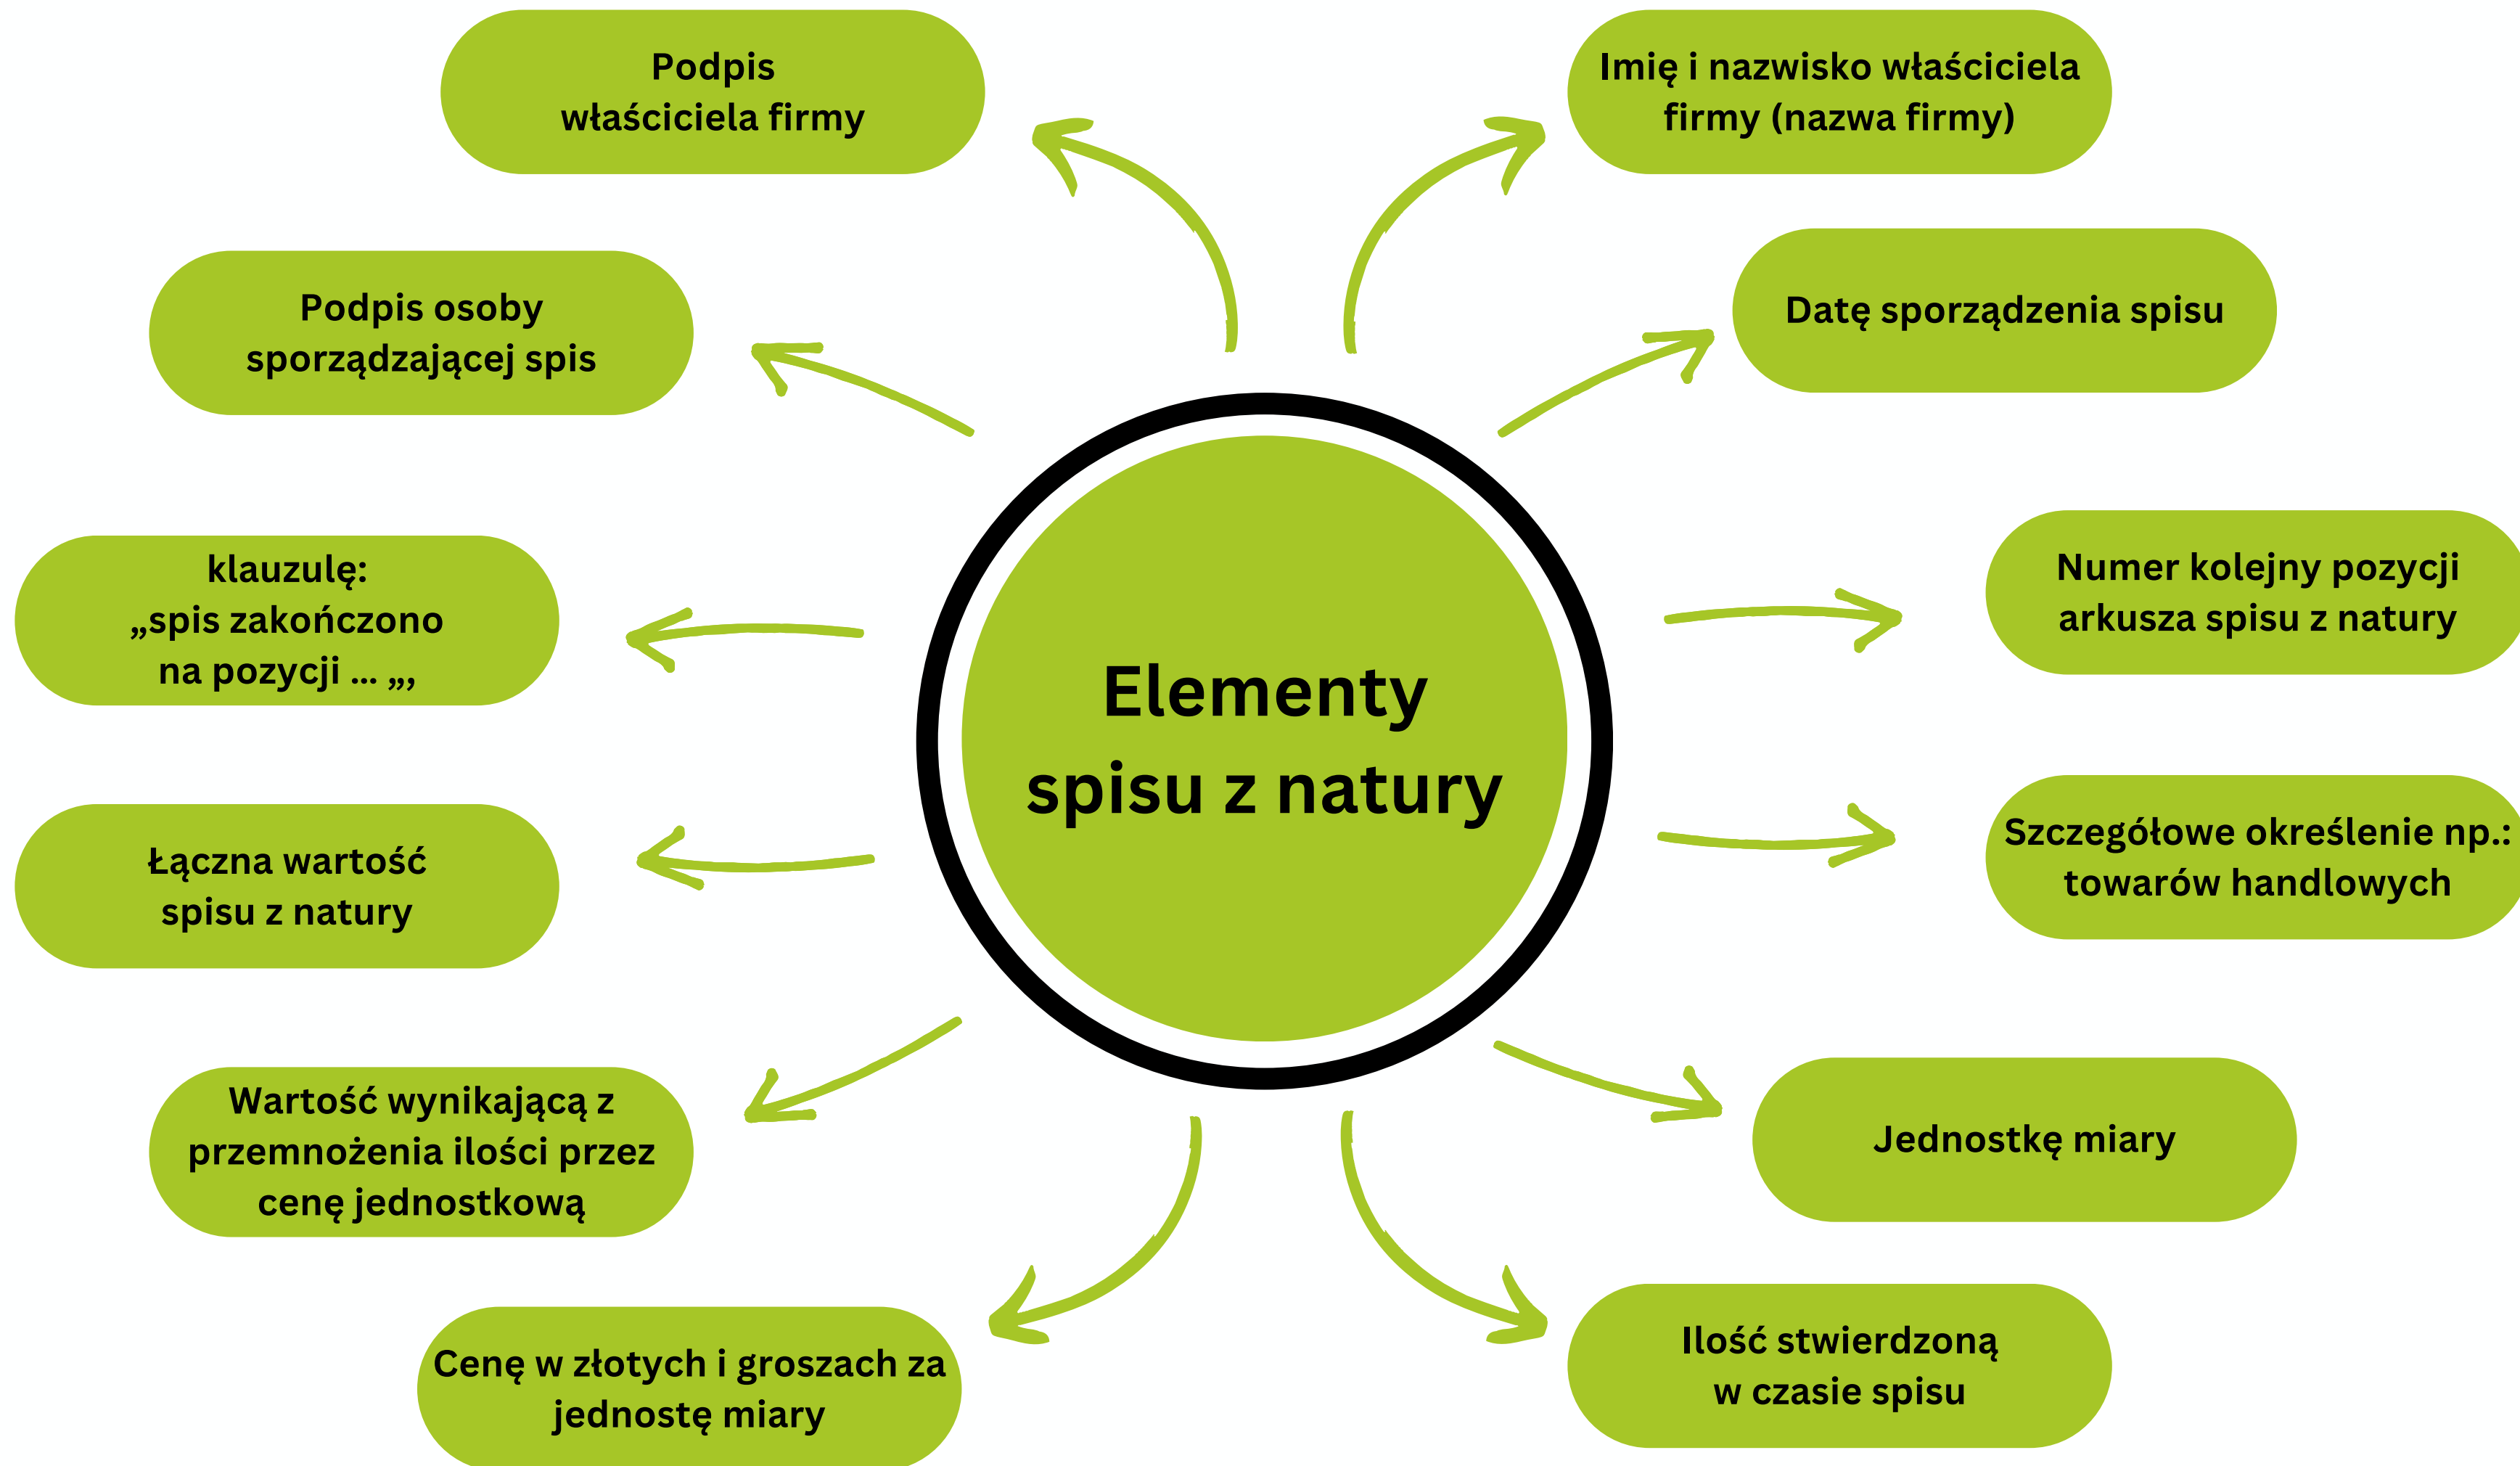 Podpis
właściciela firmy
Imię i nazwisko właściciela
firmy (nazwa firmy)
Podpis osoby
sporządzającej spis
Datę sporządzenia spisu
klauzulę:
„spis zakończono
na pozycji ... „,
Numer kolejny pozycji
arkusza spisu z natury
Elementy
spisu z natury
Łączna wartość
spisu z natury
Szczegółowe określenie np.:
towarów handlowych
Wartość wynikającą z
przemnożenia ilości przez
cenę jednostkową
Jednostkę miary
Cenę w złotych i groszach za
jednostę miary
Ilość stwierdzoną
w czasie spisu